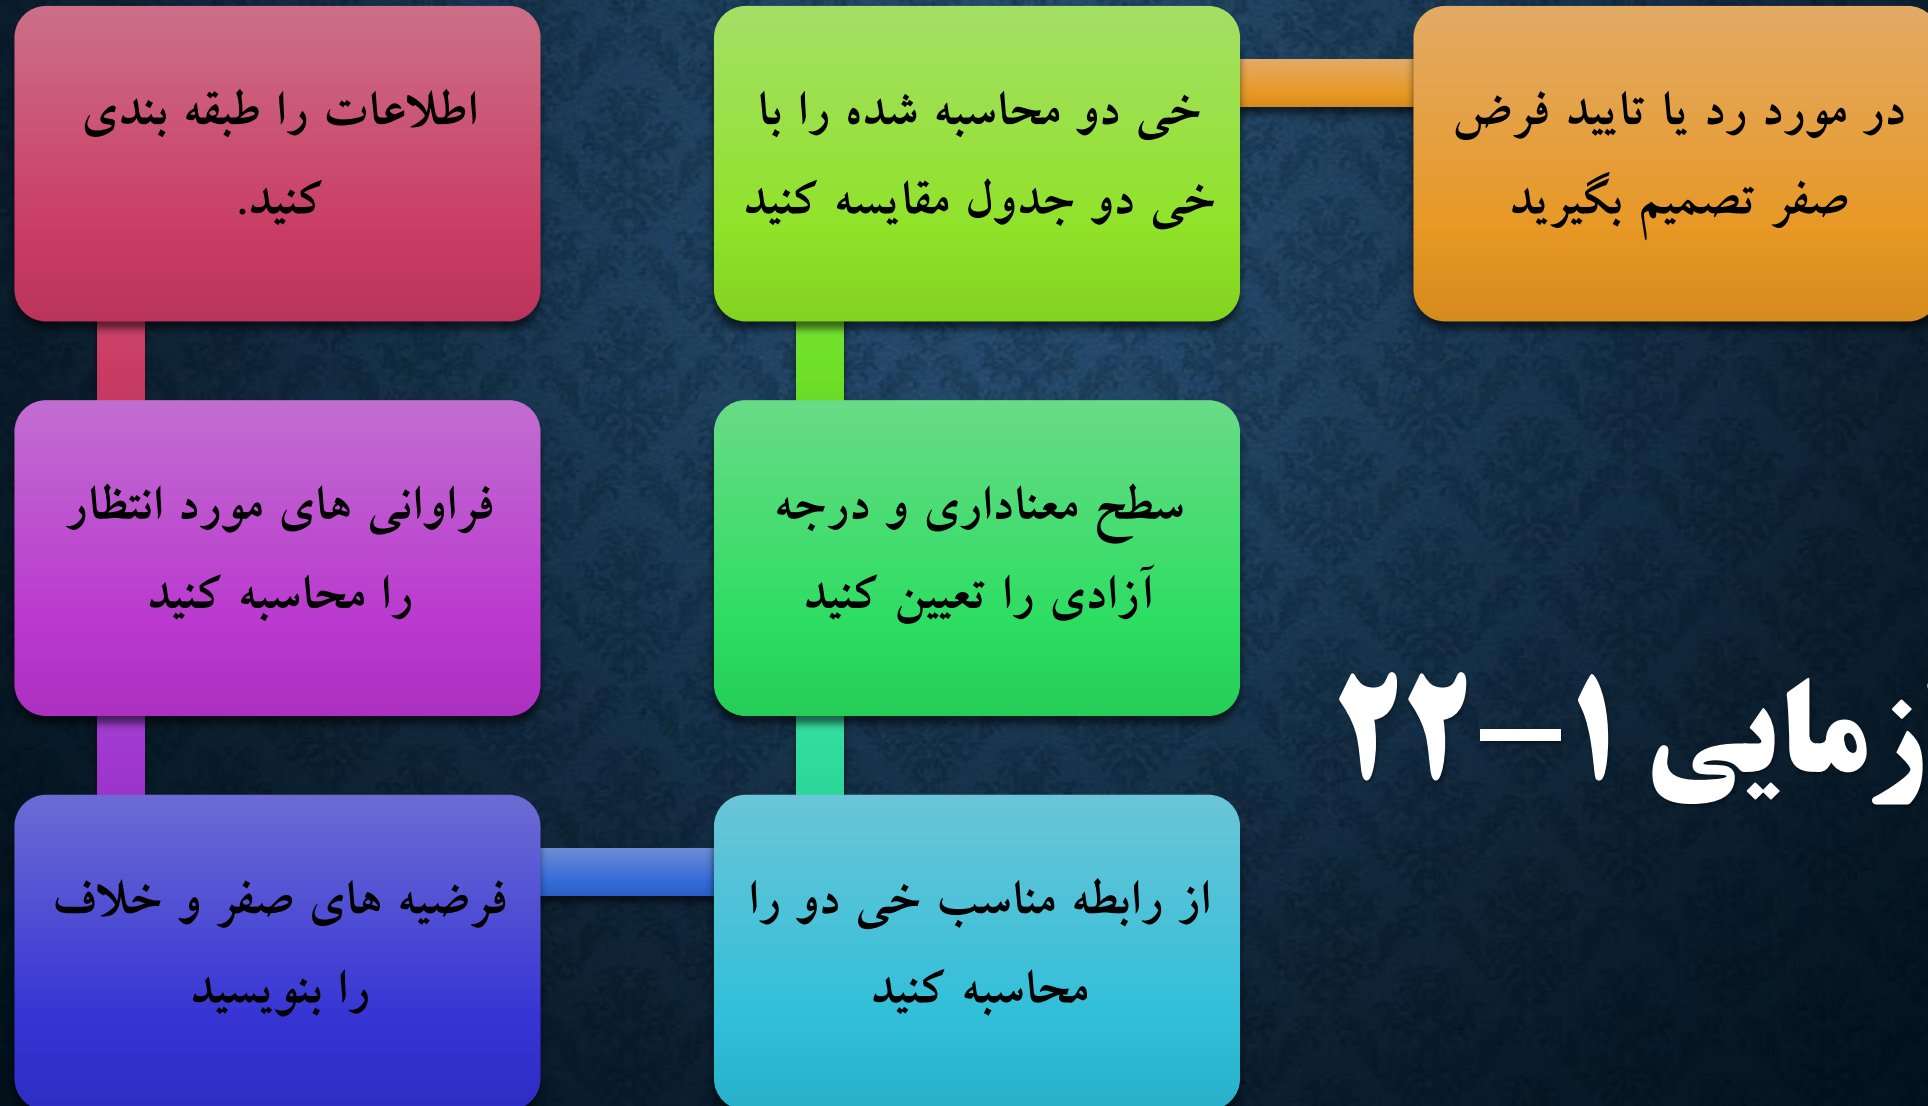 اطلاعات را طبقه بندی
کنید.
فراوانی های مورد انتظار
را محاسبه کنید
فرضیه های صفر و خلاف
را بنویسید
از رابطه مناسب خی دو را
محاسبه کنید
سطح معناداری و درجه
آزادی را تعیین کنید
خی دو محاسبه شده را با
خی دو جدول مقایسه کنید
در مورد رد یا تایید فرض
صفر تصمیم بگیرید
۲۲-۱